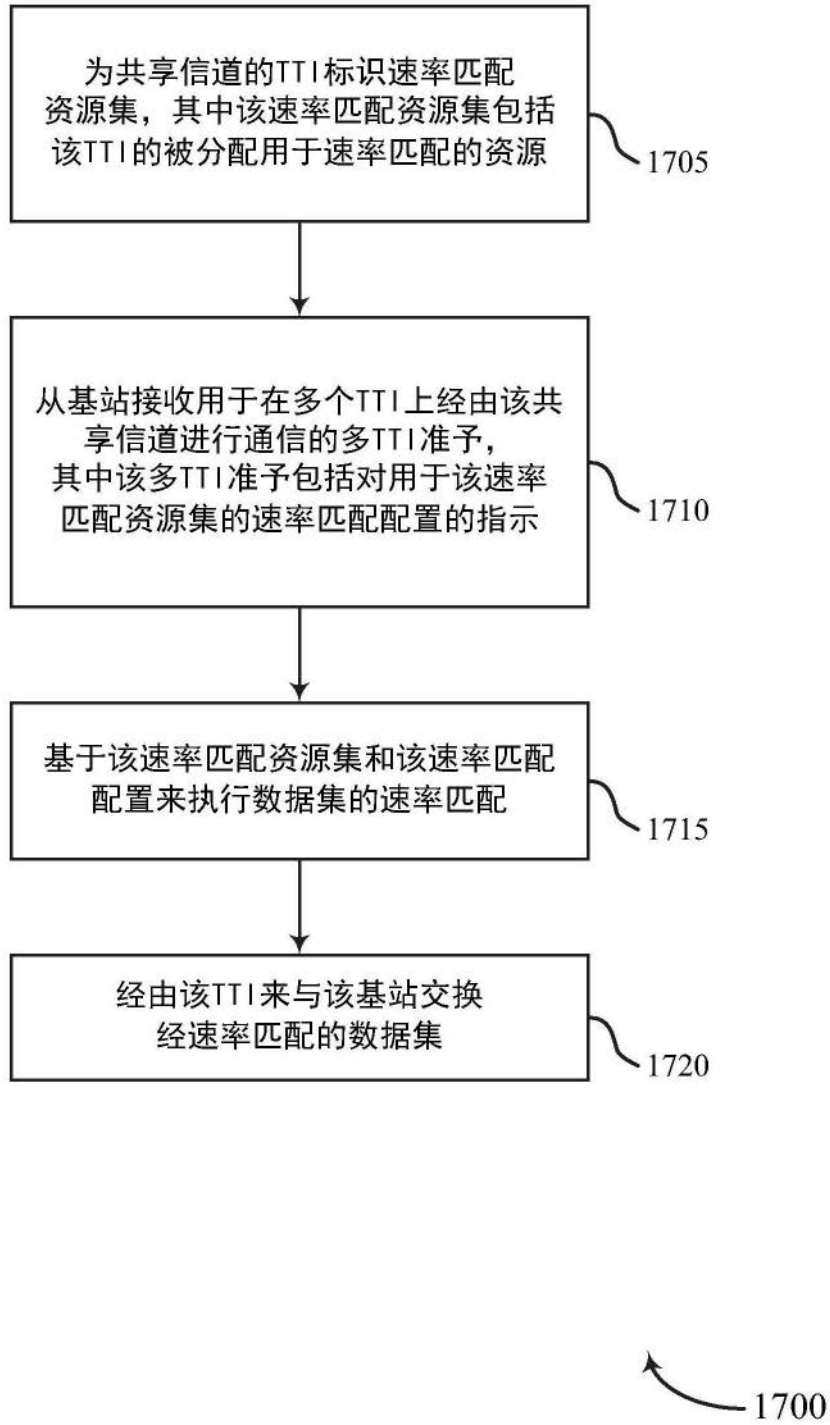 为共享信道的TTI标识速率匹配
资源集，其中该速率匹配资源集包括
该TTI的被分配用于速率匹配的资源
1705
从基站接收用于在多个TTI上经由该共
享信道进行通信的多TTI准予，
其中该多TTI准予包括对用于该速率
匹配资源集的速率匹配配置的指示
1710
基于该速率匹配资源集和该速率匹配
配置来执行数据集的速率匹配
1715
经由该TTI来与该基站交换
经速率匹配的数据集
1720
1700